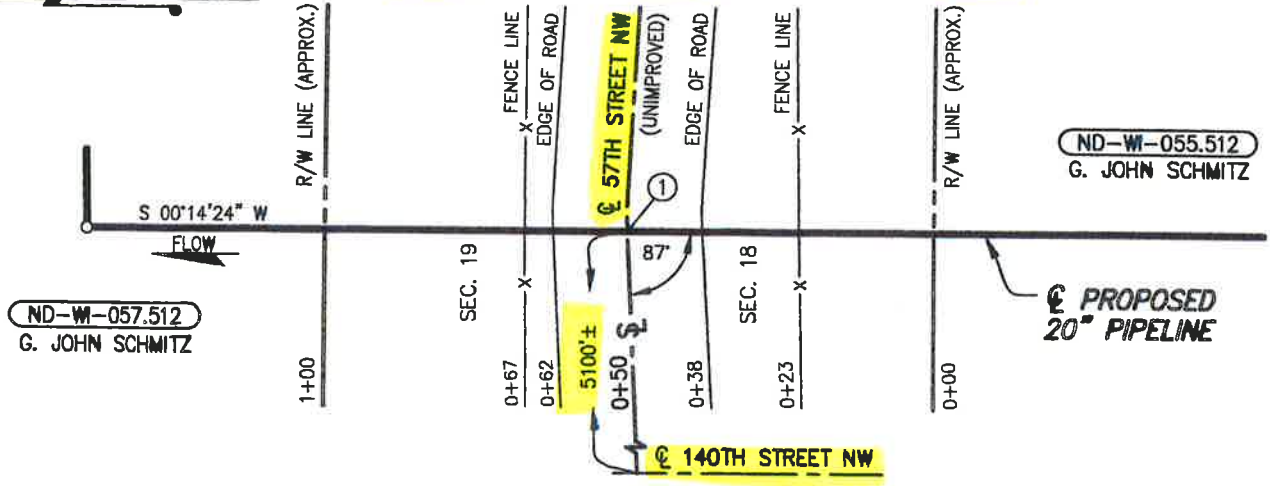 R/W LINE (APPROX.)
X FENCE LINE
EDGE OF ROAD
℄ 57TH STREET NW
(UNIMPROVED)
EDGE OF ROAD
X FENCE LINE
R/W LINE (APPROX.)
ND-WI-055.512
G. JOHN SCHMITZ
1
S 00°14'24" W
FLOW
SEC. 19
X
87°
SEC. 18
X
℄ PROPOSED
20" PIPELINE
ND-WI-057.512
G. JOHN SCHMITZ
1+00
0+67
0+62
5100'±
0+50
℄
0+38
0+23
0+00
℄ 140TH STREET NW